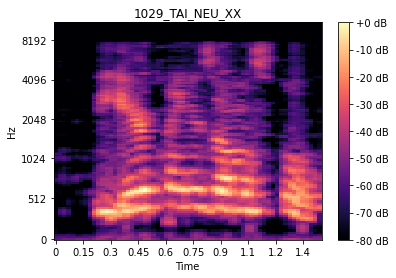 1029_TAI_NEU_XX
8192
4096
2048
1024
512
0
Hz
0 0.15 0.3 0.45 0.6 0.75 0.9 1.1 1.2 1.4
Time
+0 dB
-10 dB
-20 dB
-30 dB
-40 dB
-50 dB
-60 dB
-70 dB
-80 dB